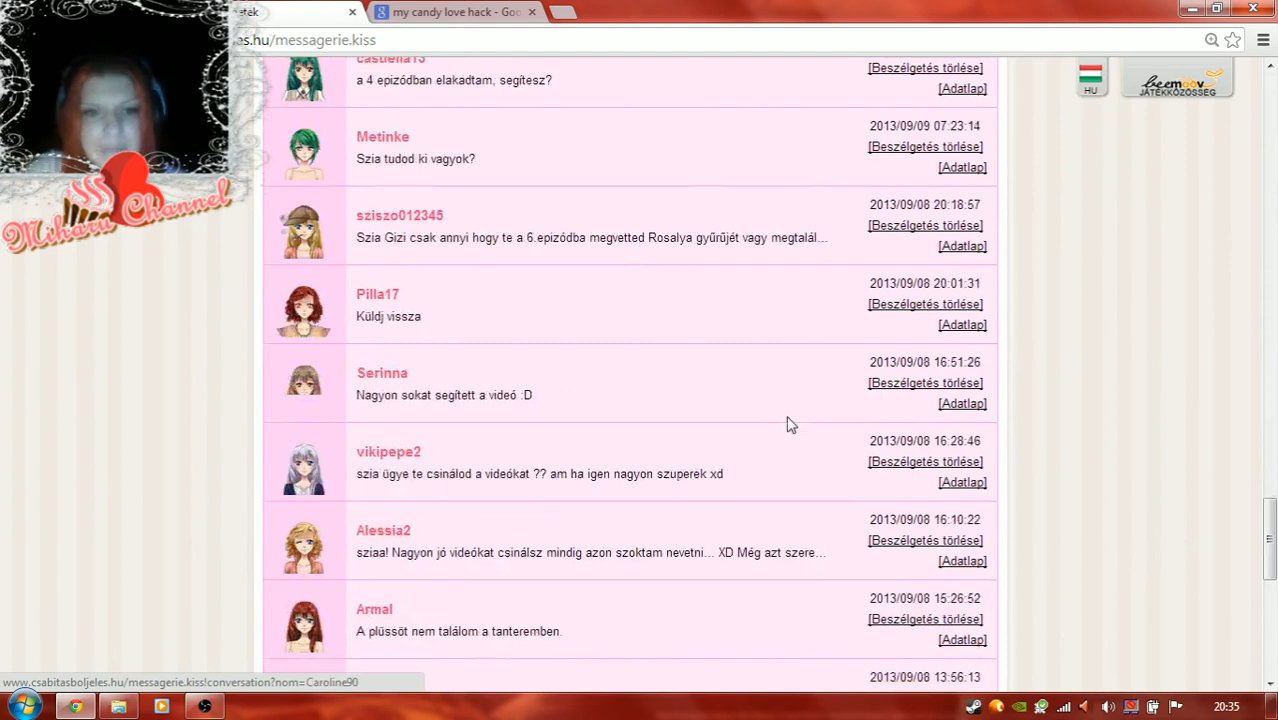 etek
my candy love hack - Goo
es.hu/messagerie.kiss
castiella13
a 4 epizódban elakadtam, segítesz?
[Beszélgetés törlése]
[Adatlap]
HU
beemoov
JÁTÉKKÖZÖSSÉG
Metinke
Szia tudod ki vagyok?
2013/09/09 07:23:14
[Beszélgetés törlése]
[Adatlap]
Miharu Channel
sziszo012345
Szia Gizi csak annyi hogy te a 6.epizódba megvetted Rosalya gyűrűjét vagy megtalál...
2013/09/08 20:18:57
[Beszélgetés törlése]
[Adatlap]
Pilla17
Küldj vissza
2013/09/08 20:01:31
[Beszélgetés törlése]
[Adatlap]
Serinna
Nagyon sokat segített a videó :D
2013/09/08 16:51:26
[Beszélgetés törlése]
[Adatlap]
vikipepe2
szia ügye te csinálod a videókat ?? am ha igen nagyon szuperek xd
2013/09/08 16:28:46
[Beszélgetés törlése]
[Adatlap]
Alessia2
sziaa! Nagyon jó videókat csinálsz mindig azon szoktam nevetni... XD Még azt szere...
2013/09/08 16:10:22
[Beszélgetés törlése]
[Adatlap]
Armal
A plüssöt nem találom a tanteremben.
2013/09/08 15:26:52
[Beszélgetés törlése]
[Adatlap]
2013/09/08 13:56:13
www.csabitasboljeles.hu/messagerie.kiss!conversation?nom=Caroline90
20:35